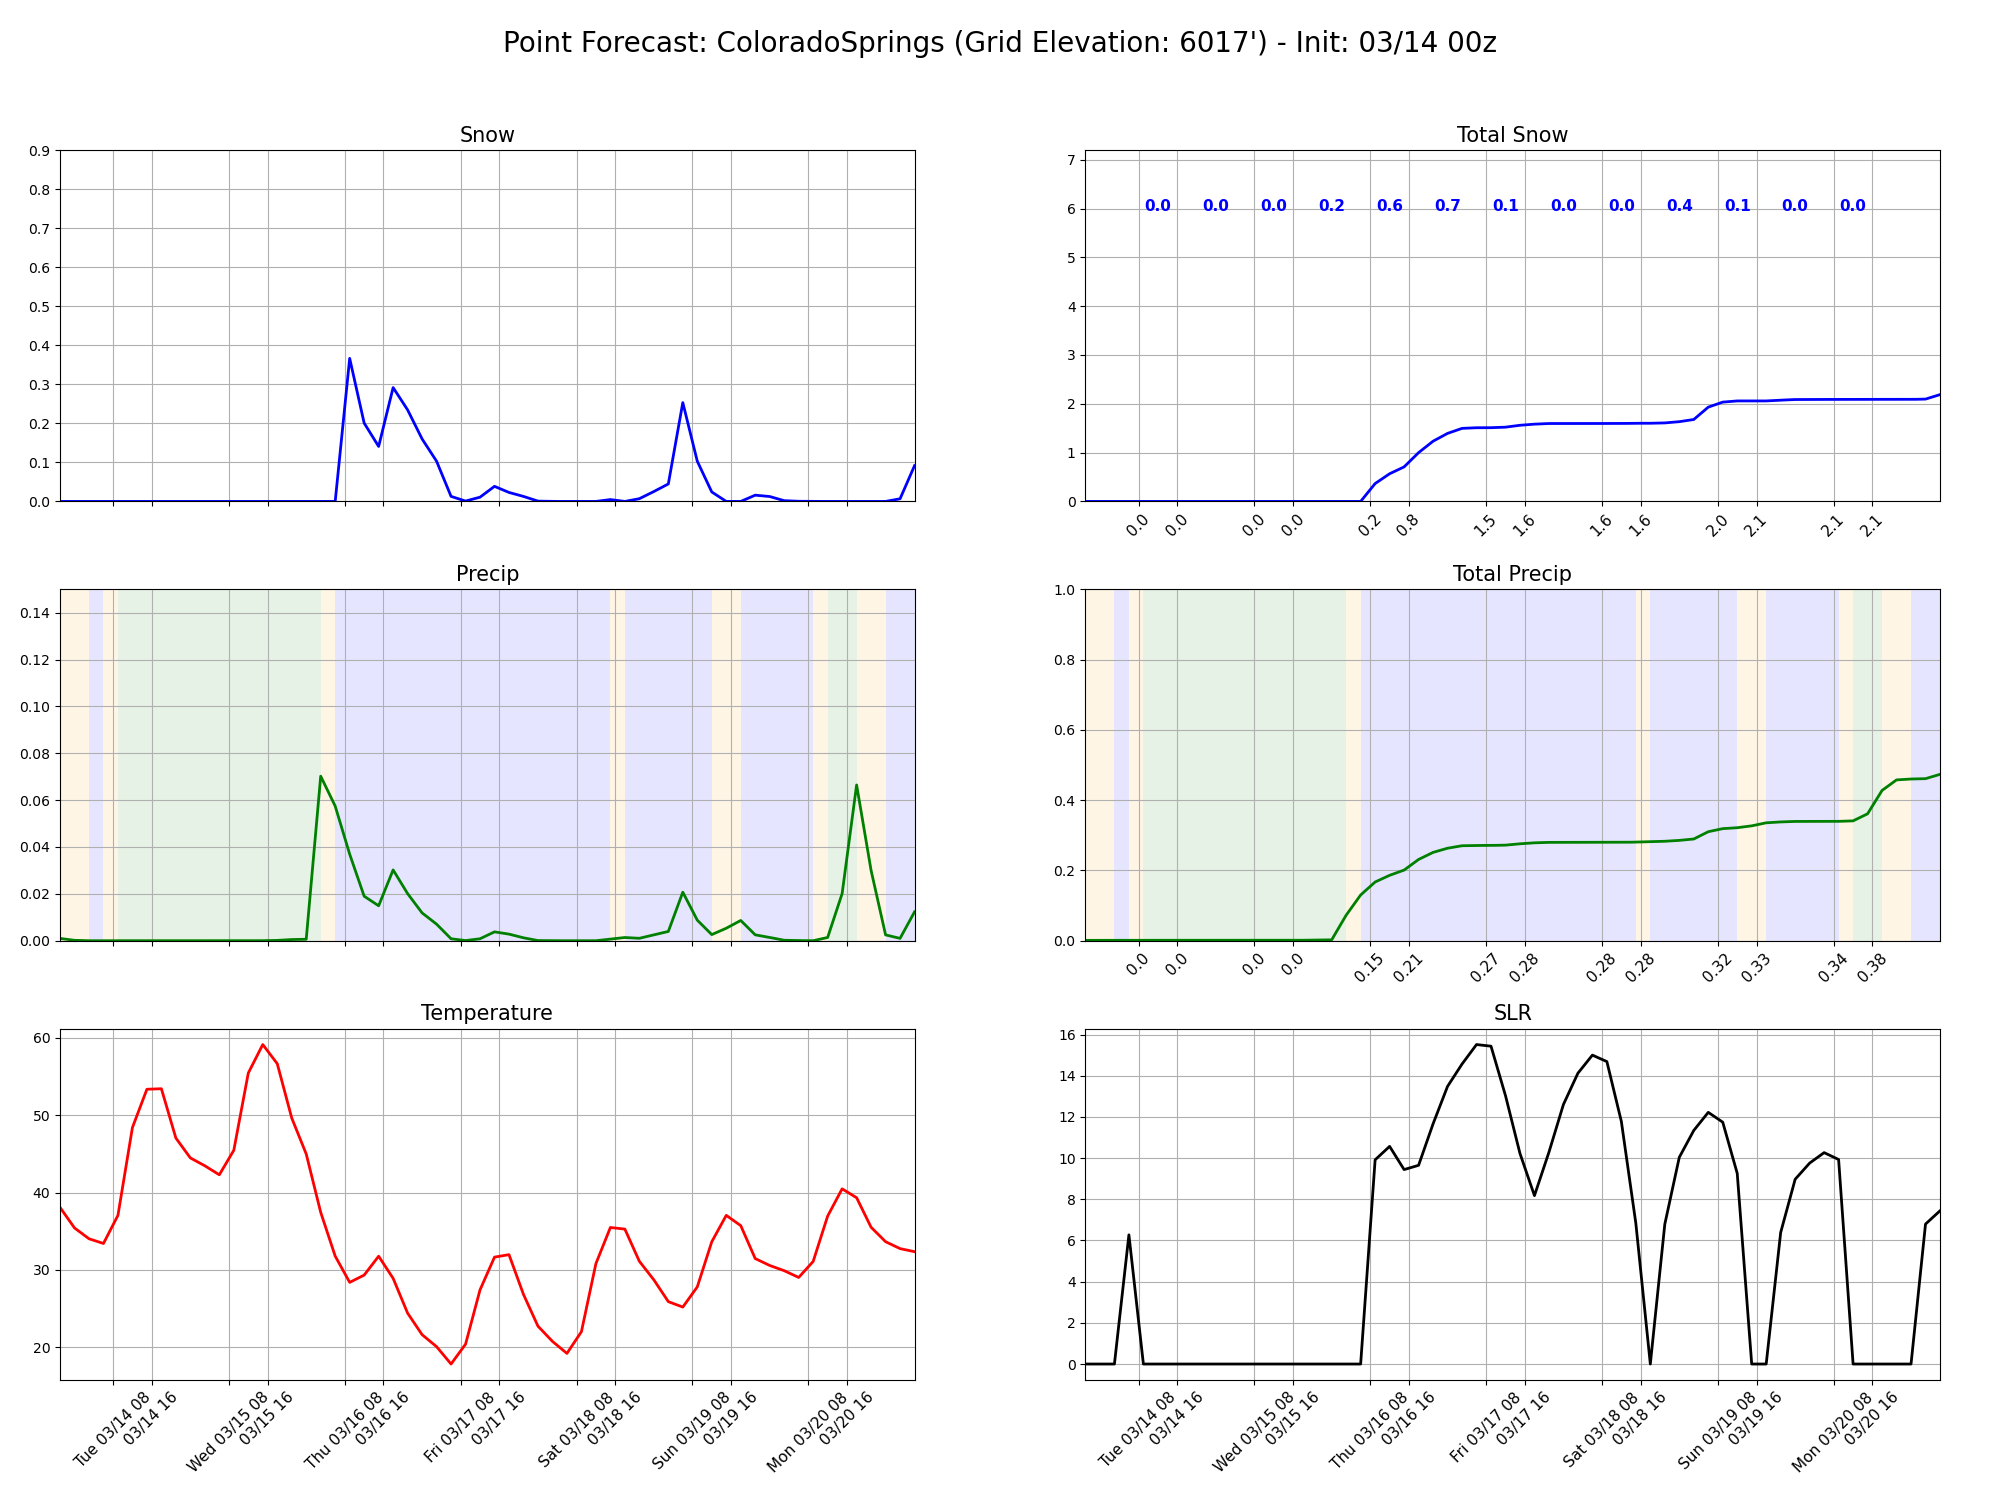 Point Forecast: ColoradoSprings (Grid Elevation: 6017') - Init: 03/14 00z
Snow
0.9
0.8
0.7
0.6
0.5
0.4
0.3
0.2
0.1
0.0
Total Snow
7
6
5
4
3
2
1
0
0.0 0.0 0.0 0.2 0.6 0.7 0.1 0.0 0.0 0.4 0.1 0.0 0.0
0.0 0.0 0.0 0.0 0.2 0.8 1.5 1.6 1.6 1.6 2.0 2.1 2.1 2.1
Precip
0.14
0.12
0.10
0.08
0.06
0.04
0.02
0.00
Total Precip
1.0
0.8
0.6
0.4
0.2
0.0
0.0 0.0 0.0 0.0 0.15 0.21 0.27 0.28 0.28 0.28 0.32 0.33 0.34 0.38
Temperature
60
50
40
30
20
Tue 03/14 08
03/14 16
Wed 03/15 08
03/15 16
Thu 03/16 08
03/16 16
Fri 03/17 08
03/17 16
Sat 03/18 08
03/18 16
Sun 03/19 08
03/19 16
Mon 03/20 08
03/20 16
SLR
16
14
12
10
8
6
4
2
0
Tue 03/14 08
03/14 16
Wed 03/15 08
03/15 16
Thu 03/16 08
03/16 16
Fri 03/17 08
03/17 16
Sat 03/18 08
03/18 16
Sun 03/19 08
03/19 16
Mon 03/20 08
03/20 16